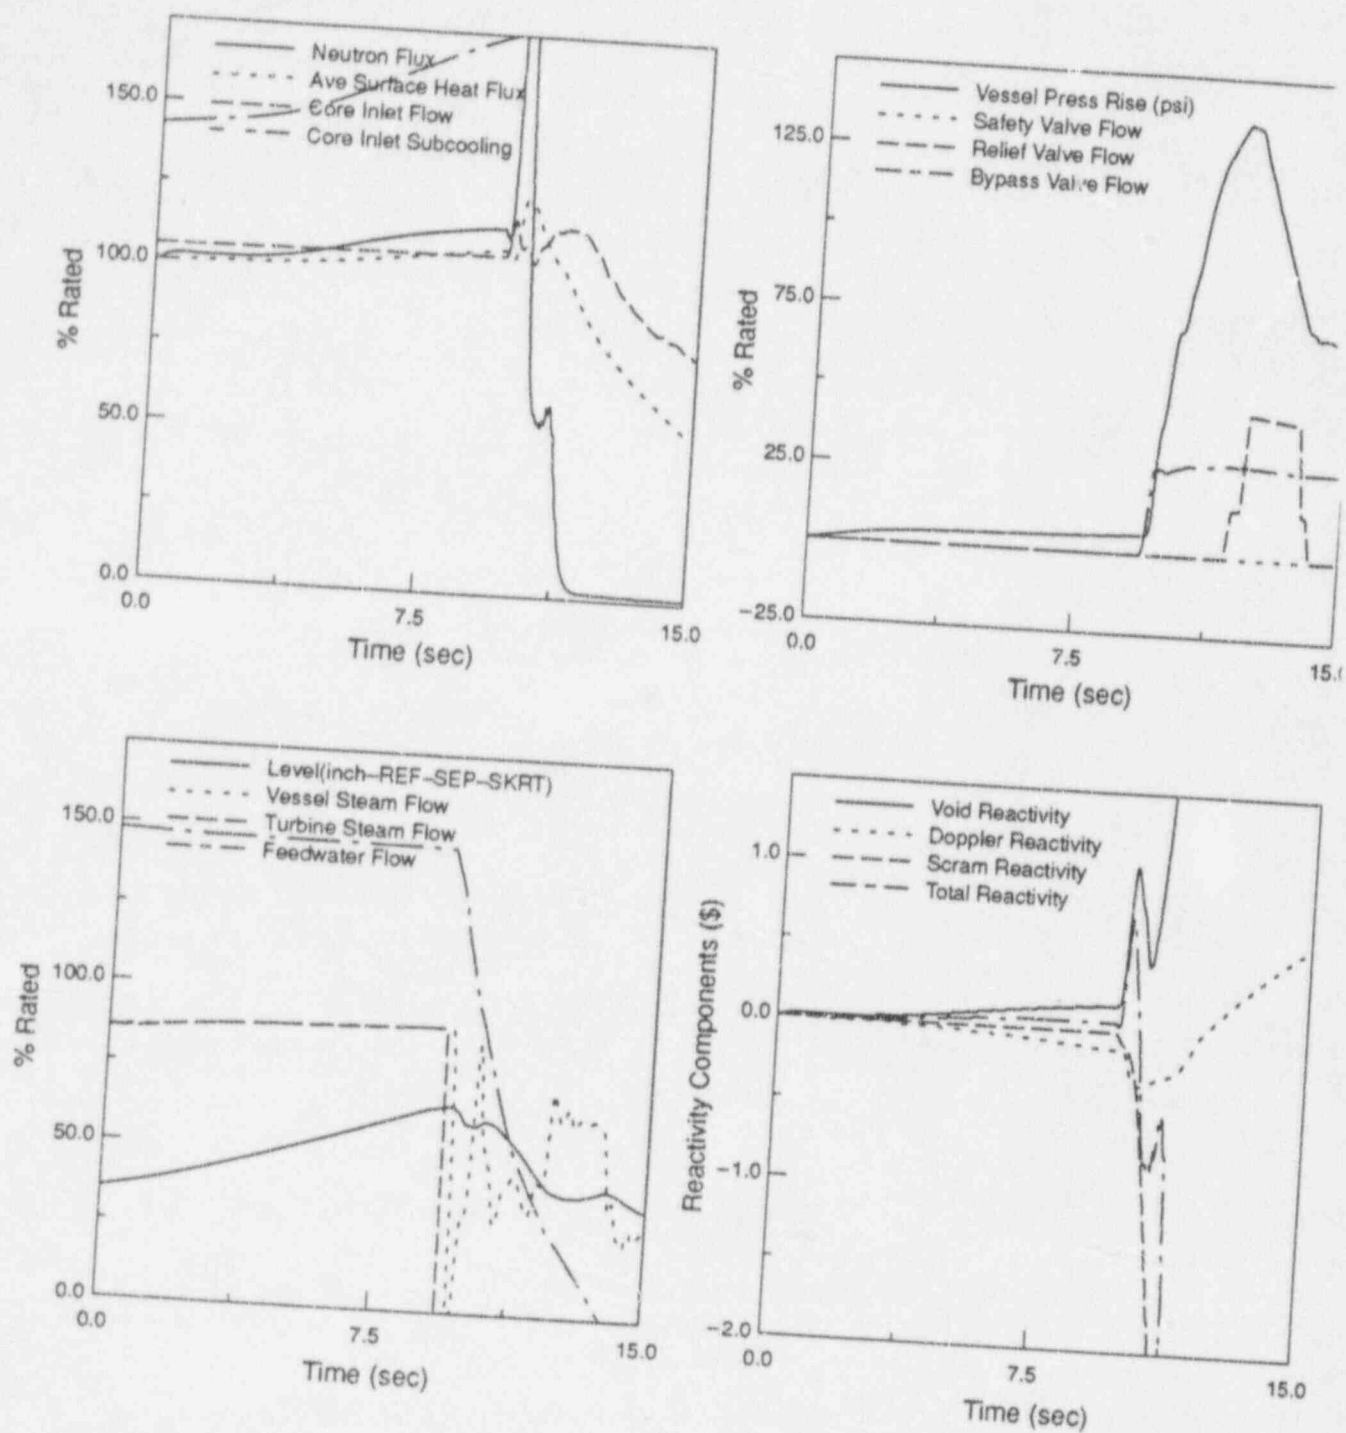 Neutron Flux
Ave Surface Heat Flux
Core Inlet Flow
Core Inlet Subcooling
150.0
100.0
50.0
0.0
% Rated
0.0
7.5
15.0
Time (sec)
Vessel Press Rise (psi)
Safety Valve Flow
Relief Valve Flow
Bypass Valve Flow
125.0
75.0
25.0
-25.0
% Rated
0.0
7.5
15.
Time (sec)
Level(inch-REF-SEP-SKRT)
Vessel Steam Flow
Turbine Steam Flow
Feedwater Flow
150.0
100.0
50.0
0.0
% Rated
0.0
7.5
15.0
Time (sec)
Void Reactivity
Doppler Reactivity
Scram Reactivity
Total Reactivity
1.0
0.0
-1.0
-2.0
Reactivity Components ($)
0.0
7.5
15.0
Time (sec)